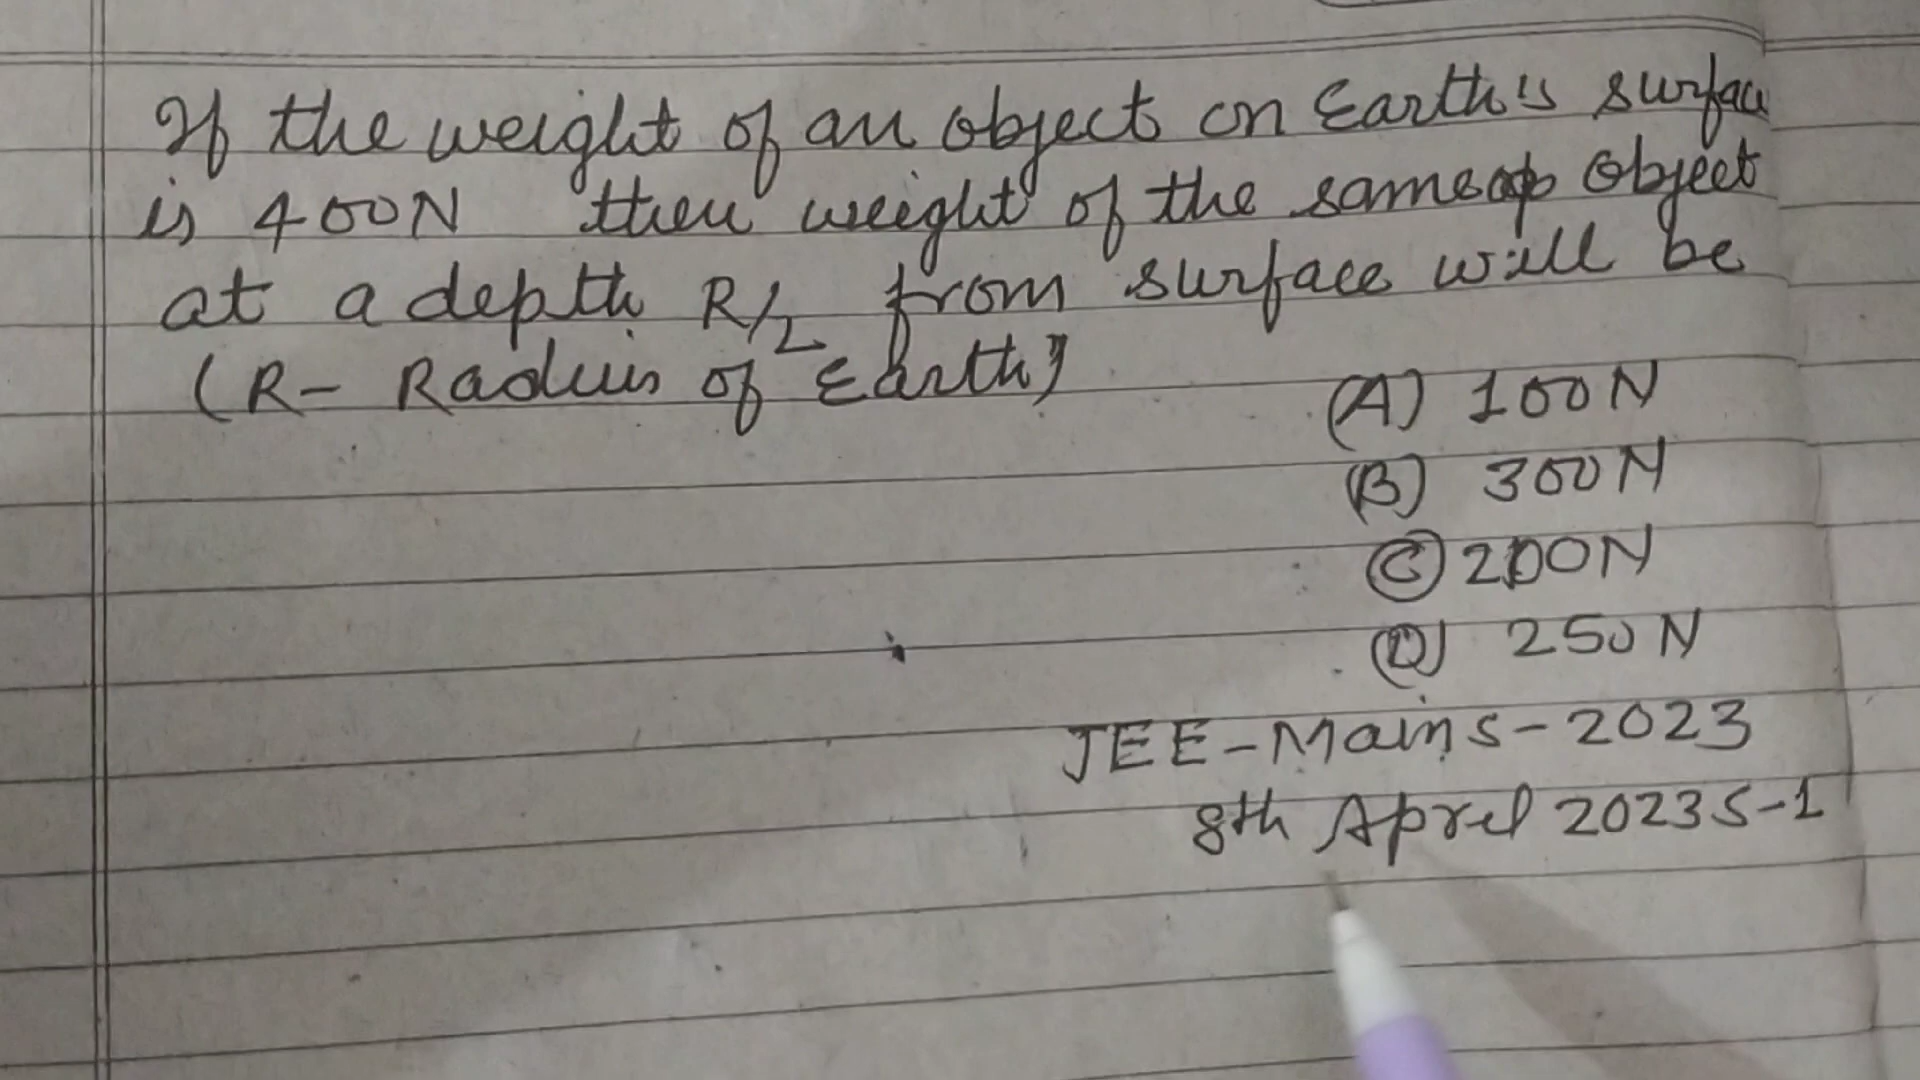 If the weight of an object on Earth's surface
is 400N then weight of the same object
at a depth R/2 from surface will be
(R- Radius of Earth)
(A) 100N
(B) 300N
(C) 200N
(D) 250N
JEE-Mains-2023
8th April 2023 S-1